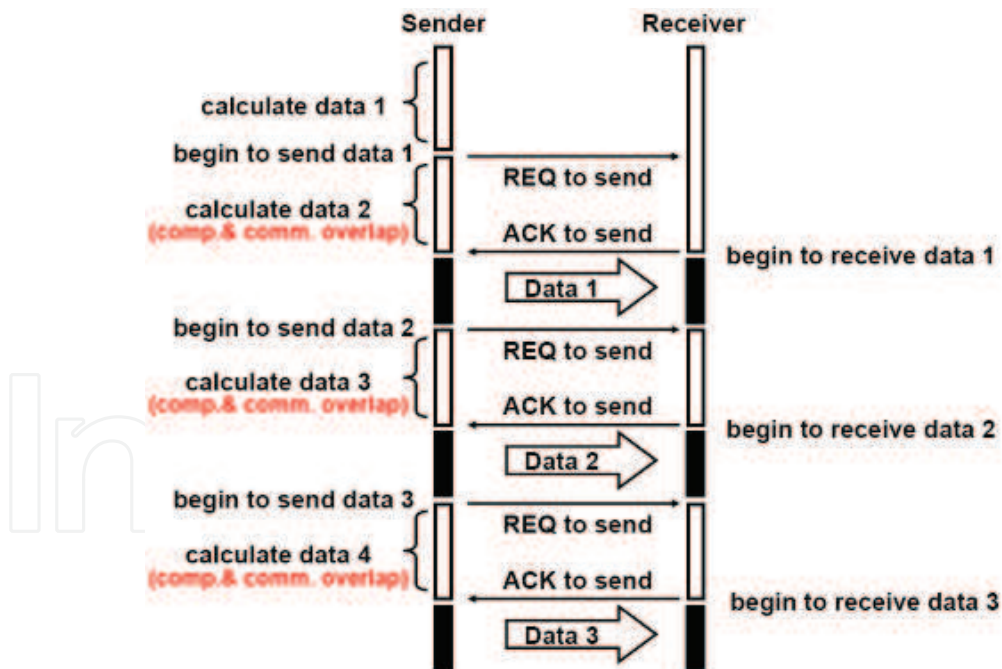 Sender
Receiver
calculate data 1
begin to send data 1
REQ to send
calculate data 2
(comp.& comm. overlap)
ACK to send
begin to receive data 1
Data 1
begin to send data 2
REQ to send
calculate data 3
(comp.& comm. overlap)
ACK to send
begin to receive data 2
Data 2
begin to send data 3
REQ to send
calculate data 4
(comp.& comm. overlap)
ACK to send
begin to receive data 3
Data 3
In